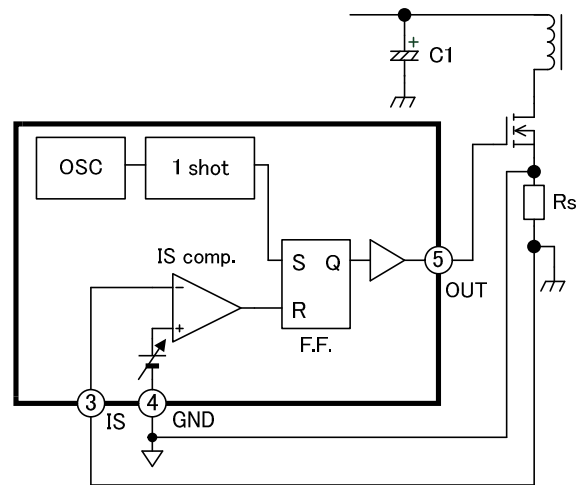 +
C1
OSC
1 shot
Rs
IS comp.
S Q
5
−
OUT
R
+
F.F.
3
4
IS
GND